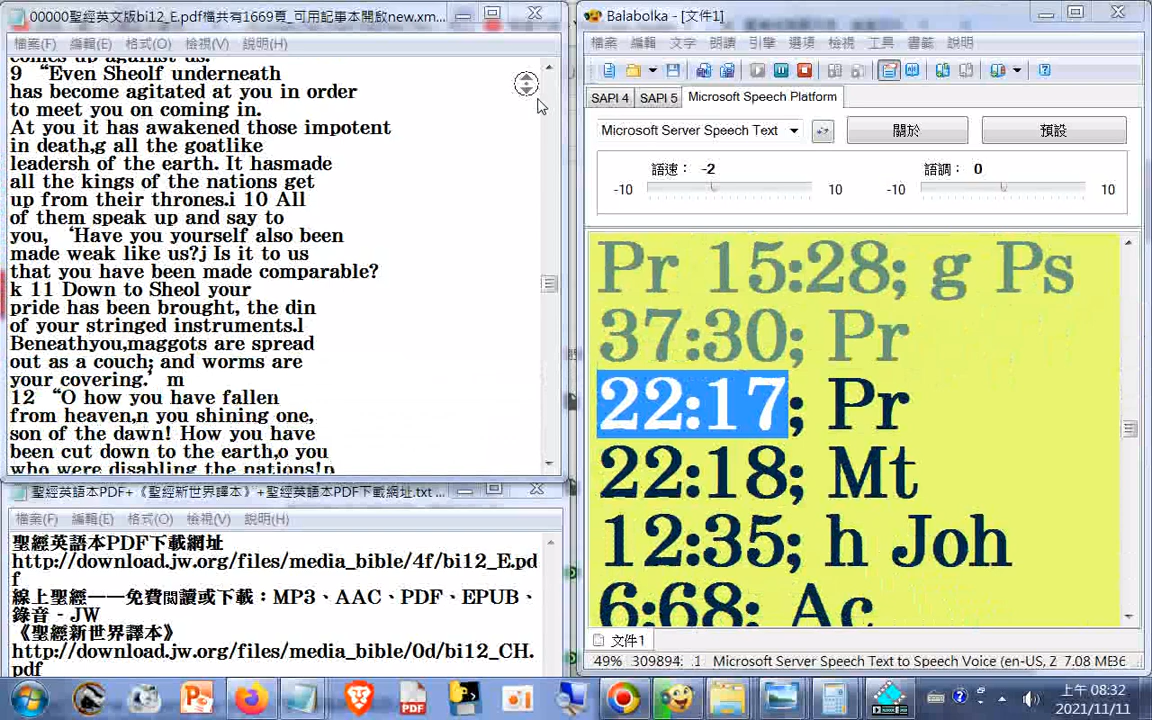 00000聖經英文版bi12_E.pdf檔共有1669頁_可用記事本開啟new.xm...
檔案(F) 編輯(E) 格式(O) 檢視(V) 說明(H)
comes up against us.
9 “Even Sheolf underneath
has become agitated at you in order
to meet you on coming in.
At you it has awakened those impotent
in death,g all the goatlike
leadersh of the earth. It hasmade
all the kings of the nations get
up from their thrones.i 10 All
of them speak up and say to
you, ‘Have you yourself also been
made weak like us?j Is it to us
that you have been made comparable?
k 11 Down to Sheol your
pride has been brought, the din
of your stringed instruments.l
Beneathyou,maggots are spread
out as a couch; and worms are
your covering.’ m
12 “O how you have fallen
from heaven,n you shining one,
son of the dawn! How you have
been cut down to the earth,o you
who were disabling the nations!p
聖經英語本PDF+《聖經新世界譯本》+聖經英語本PDF下載網址.txt ...
檔案(F) 編輯(E) 格式(O) 檢視(V) 說明(H)
聖經英語本PDF下載網址
http://download.jw.org/files/media_bible/4f/bi12_E.pd
f
線上聖經——免費閱讀或下載：MP3、AAC、PDF、EPUB、
錄音 - JW
《聖經新世界譯本》
http://download.jw.org/files/media_bible/0d/bi12_CH.
pdf
Balabolka - [文件1]
檔案 編輯 文字 朗讀 引擎 選項 檢視 工具 書籤 說明
SAPI 4 SAPI 5 Microsoft Speech Platform
Microsoft Server Speech Text 關於 預設
語速： -2 語調： 0
-10 10 -10 10
Pr 15:28; g Ps
37:30; Pr
22:17; Pr
22:18; Mt
12:35; h Joh
6:68; Ac
文件1
49% 309894: .1 Microsoft Server Speech Text to Speech Voice (en-US, Z 7.08 MB
PDF
上午 08:32
2021/11/11